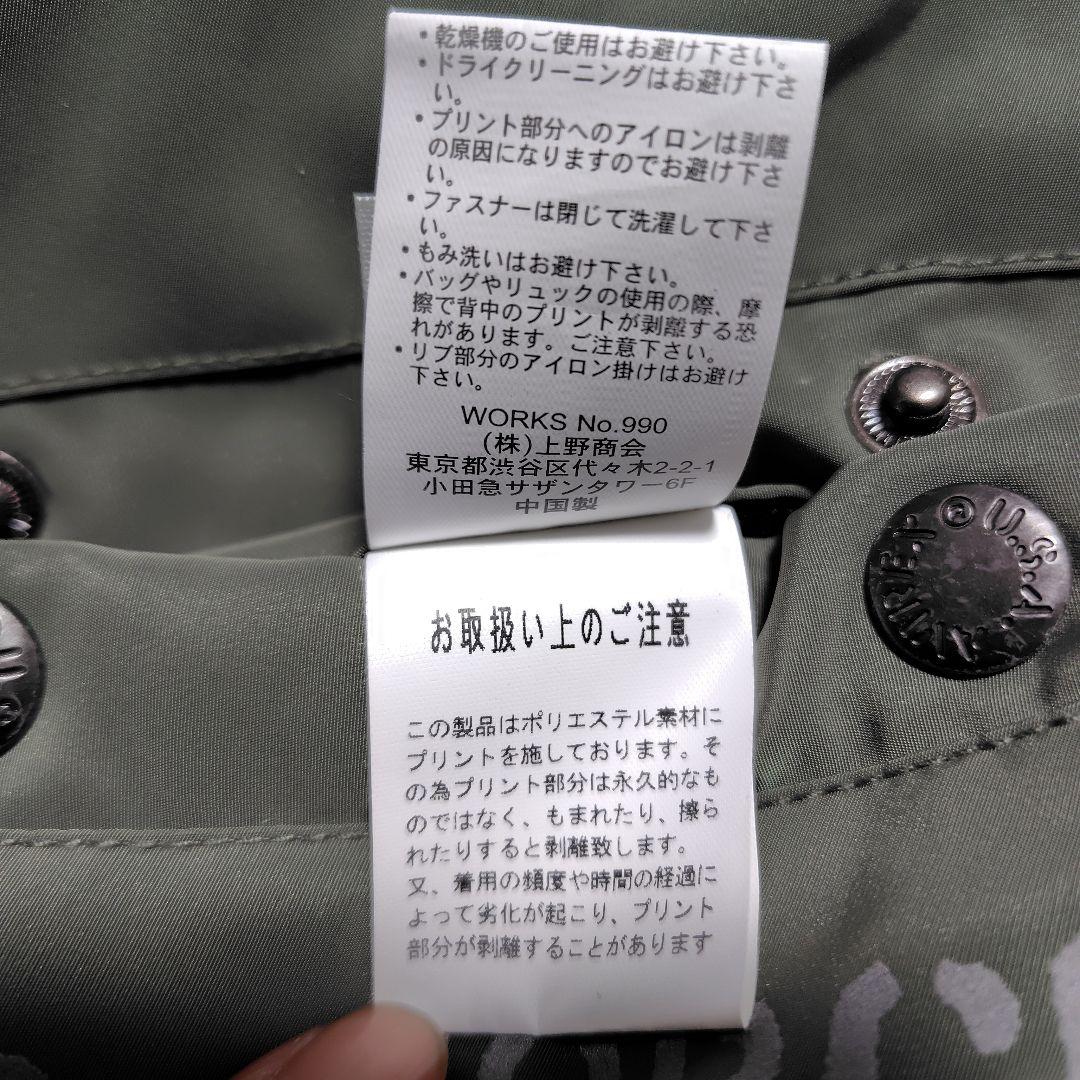 ・乾燥機のご使用はお避け下さい。
・ドライクリーニングはお避け下さ
い。
・プリント部分へのアイロンは剥離
の原因になりますのでお避け下さ
い。
・ファスナーは閉じて洗濯して下さ
い。
・もみ洗いはお避け下さい。
・バッグやリュックの使用の際、摩
擦で背中のプリントが剥離する恐
れがあります。ご注意下さい。
・リブ部分のアイロン掛けはお避け
下さい。
WORKS No.990
(株)上野商会
東京都渋谷区代々木2-2-1
小田急サザンタワー6F
中国製
お取扱い上のご注意
この製品はポリエステル素材に
プリントを施しております。そ
の為プリント部分は永久的なも
のではなく、もまれたり、擦ら
れたりすると剥離致します。
又、着用の頻度や時間の経過に
よって劣化が起こり、プリント
部分が剥離することがあります
@U.S.A.